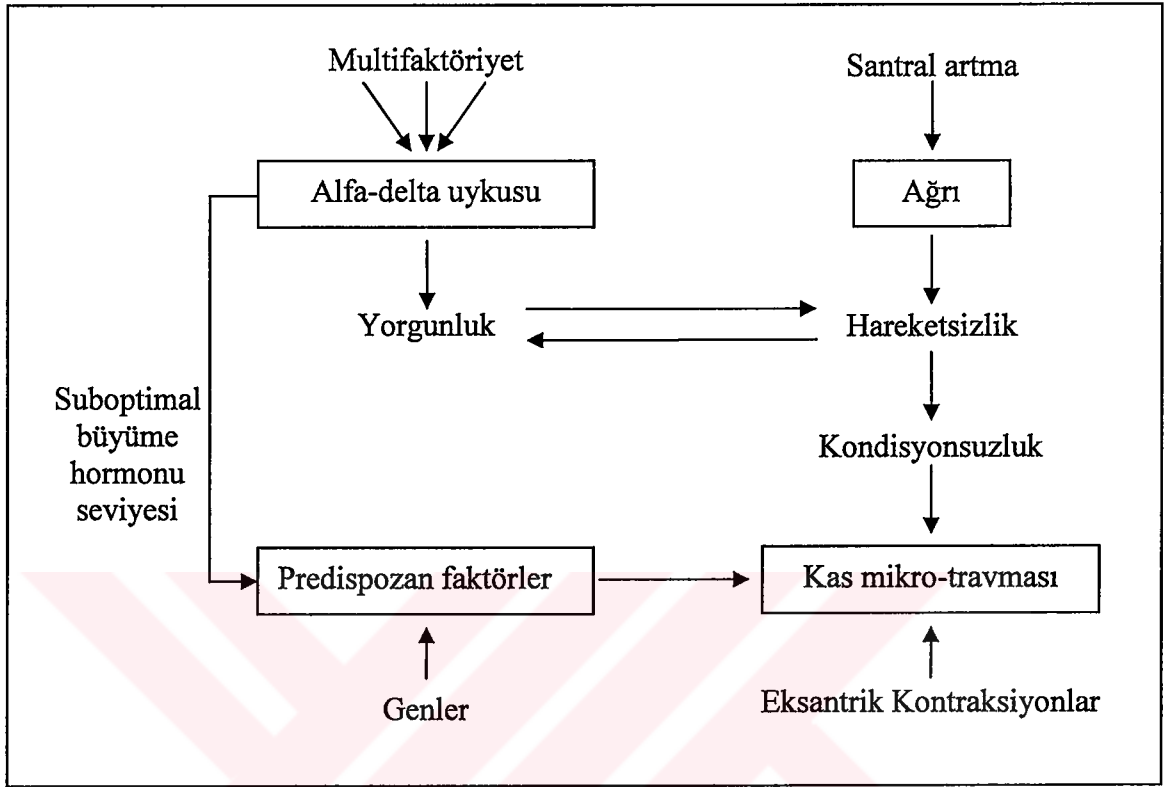 Multifaktöriyet
Santral artma
Alfa-delta uykusu
Ağrı
Yorgunluk
Hareketsizlik
Suboptimal
büyüme
hormonu
seviyesi
Kondisyonsuzluk
Predispozan faktörler
Kas mikro-travması
Genler
Eksantrik Kontraksiyonlar